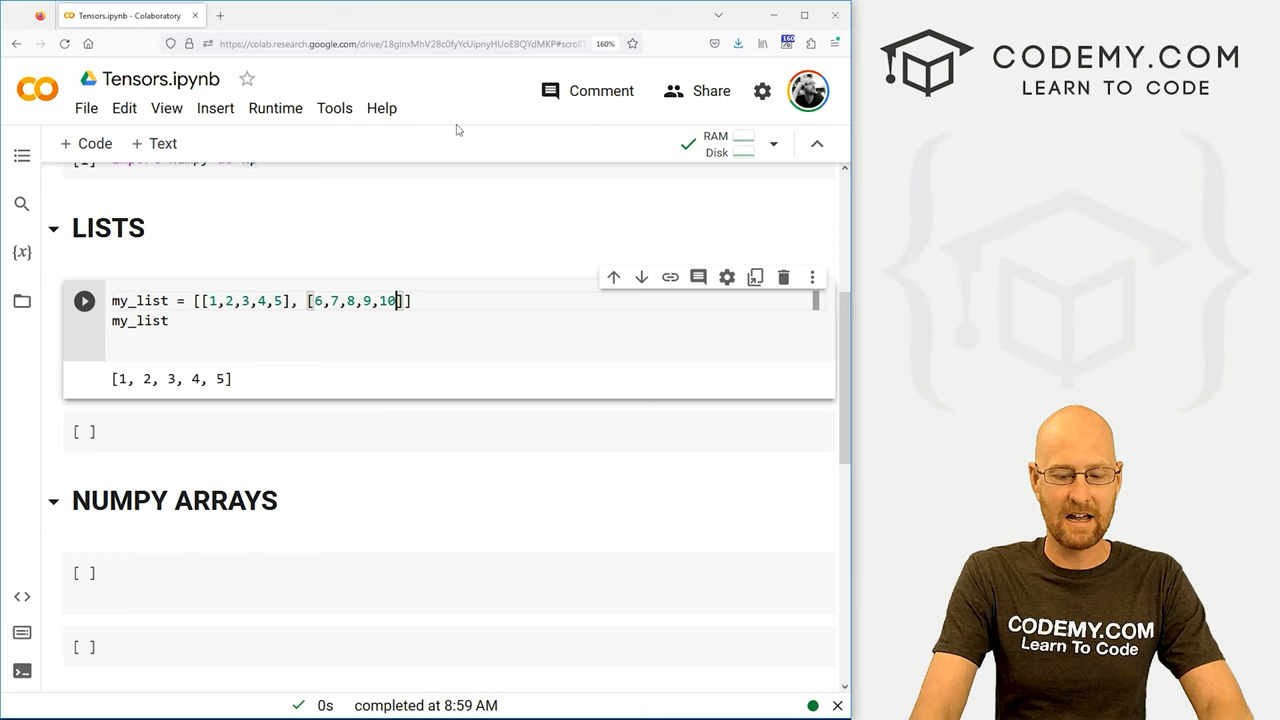 Tensors.ipynb - Colaboratory
https://colab.research.google.com/drive/
160%
160
CODEMY.COM
LEARN TO CODE
Tensors.ipynb
Comment
Share
File Edit View Insert Runtime Tools Help
+ Code + Text
RAM
Disk
LISTS
my_list = [[1,2,3,4,5], [6,7,8,9,10]]
my_list
[1, 2, 3, 4, 5]
[ ]
NUMPY ARRAYS
[ ]
[ ]
0s completed at 8:59 AM
CODEMY.COM
Learn To Code